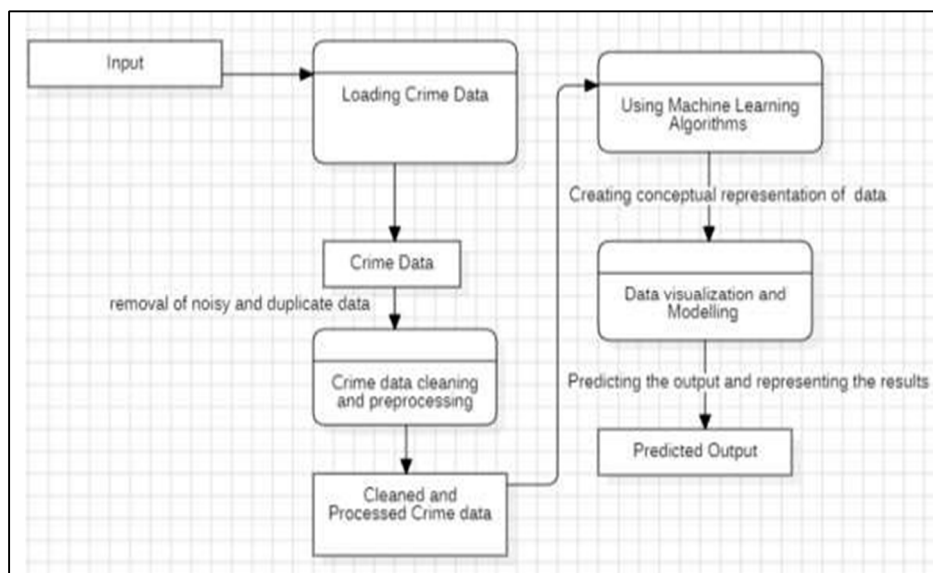 Input
Loading Crime Data
Crime Data
removal of noisy and duplicate data
Crime data cleaning
and preprocessing
Cleaned and
Processed Crime data
Using Machine Learning
Algorithms
Creating conceptual representation of data
Data visualization and
Modelling
Predicting the output and representing the results
Predicted Output